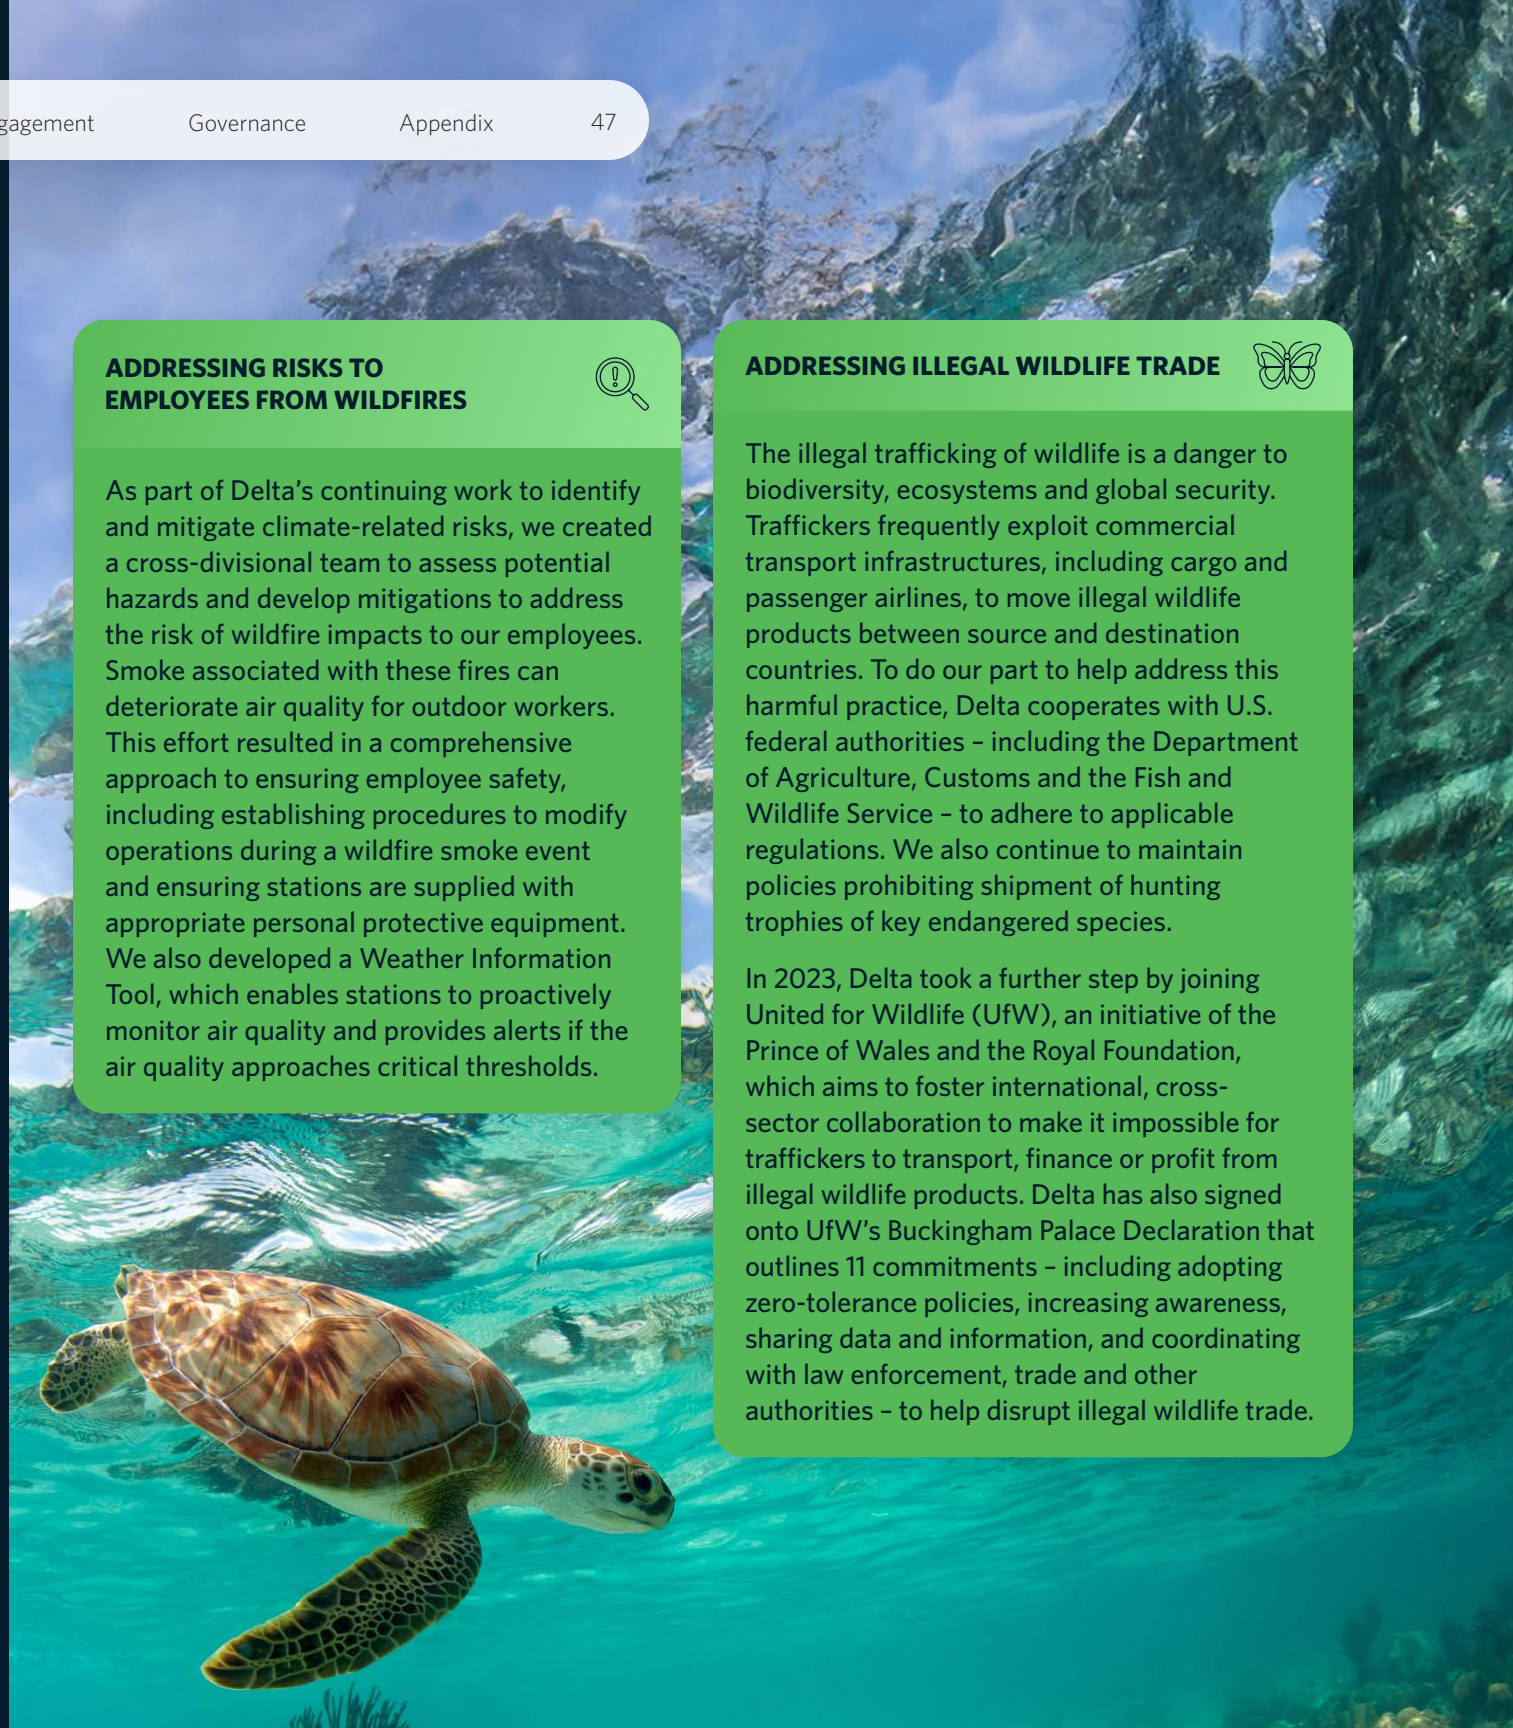 gagement Governance Appendix 47
ADDRESSING RISKS TO
EMPLOYEES FROM WILDFIRES
As part of Delta’s continuing work to identify
and mitigate climate-related risks, we created
a cross-divisional team to assess potential
hazards and develop mitigations to address
the risk of wildfire impacts to our employees.
Smoke associated with these fires can
deteriorate air quality for outdoor workers.
This effort resulted in a comprehensive
approach to ensuring employee safety,
including establishing procedures to modify
operations during a wildfire smoke event
and ensuring stations are supplied with
appropriate personal protective equipment.
We also developed a Weather Information
Tool, which enables stations to proactively
monitor air quality and provides alerts if the
air quality approaches critical thresholds.
ADDRESSING ILLEGAL WILDLIFE TRADE
The illegal trafficking of wildlife is a danger to
biodiversity, ecosystems and global security.
Traffickers frequently exploit commercial
transport infrastructures, including cargo and
passenger airlines, to move illegal wildlife
products between source and destination
countries. To do our part to help address this
harmful practice, Delta cooperates with U.S.
federal authorities – including the Department
of Agriculture, Customs and the Fish and
Wildlife Service – to adhere to applicable
regulations. We also continue to maintain
policies prohibiting shipment of hunting
trophies of key endangered species.
In 2023, Delta took a further step by joining
United for Wildlife (UfW), an initiative of the
Prince of Wales and the Royal Foundation,
which aims to foster international, cross-
sector collaboration to make it impossible for
traffickers to transport, finance or profit from
illegal wildlife products. Delta has also signed
onto UfW’s Buckingham Palace Declaration that
outlines 11 commitments – including adopting
zero-tolerance policies, increasing awareness,
sharing data and information, and coordinating
with law enforcement, trade and other
authorities – to help disrupt illegal wildlife trade.